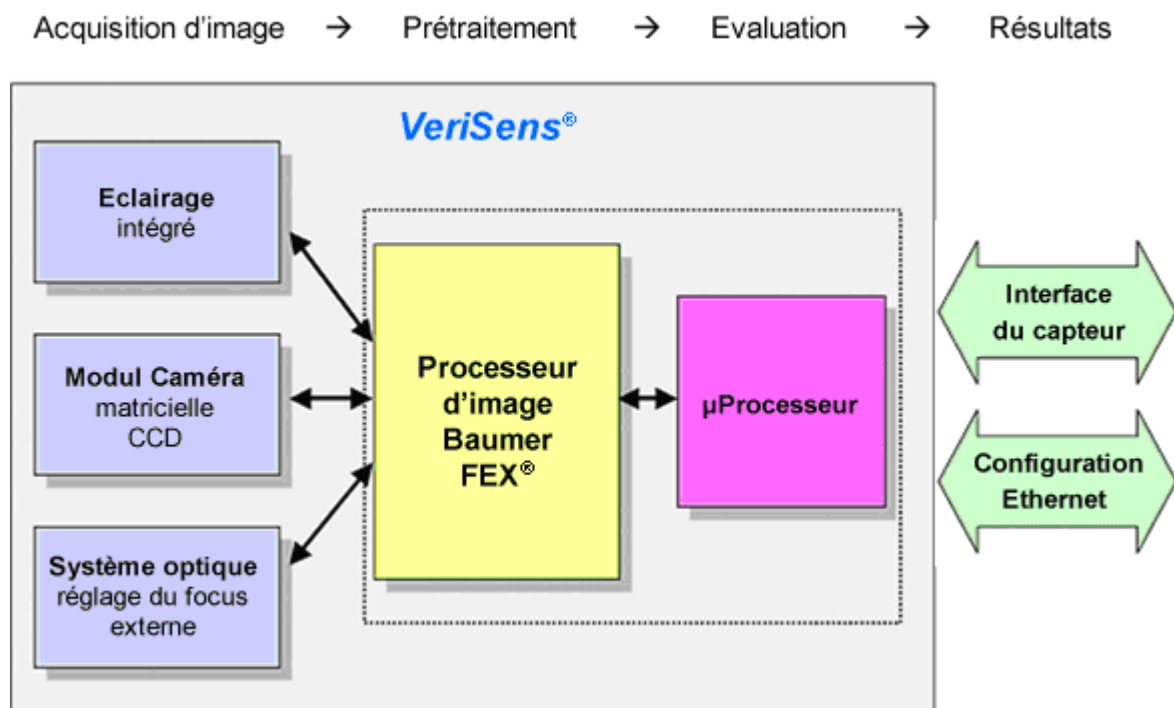 Acquisition d’image → Prétraitement → Evaluation → Résultats
VeriSens®
Eclairage
intégré
Modul Caméra
matricielle
CCD
Système optique
réglage du focus
externe
Processeur
d’image
Baumer
FEX®
µProcesseur
Interface
du capteur
Configuration
Ethernet